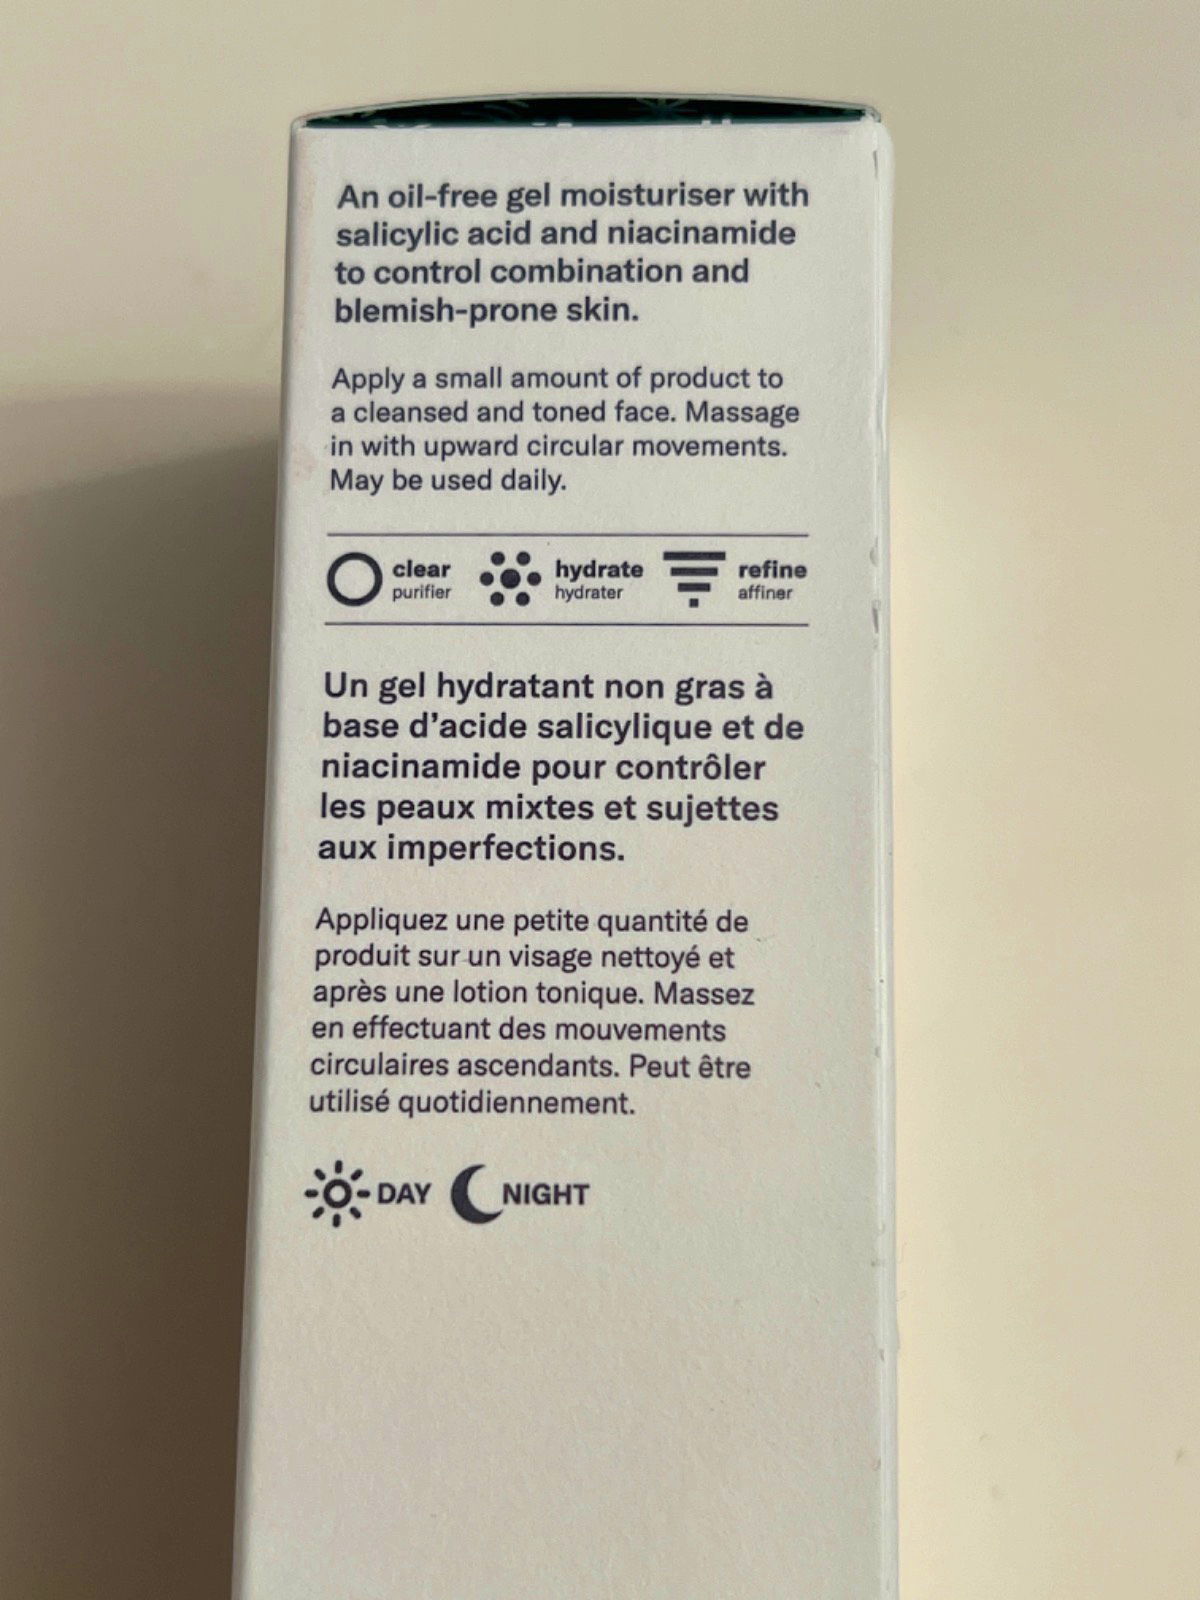 An oil-free gel moisturiser with
salicylic acid and niacinamide
to control combination and
blemish-prone skin.
Apply a small amount of product to
a cleansed and toned face. Massage
in with upward circular movements.
May be used daily.
clear
purifier
hydrate
hydrater
refine
affiner
Un gel hydratant non gras à
base d'acide salicylique et de
niacinamide pour contrôler
les peaux mixtes et sujettes
aux imperfections.
Appliquez une petite quantité de
produit sur un visage nettoyé et
après une lotion tonique. Massez
en effectuant des mouvements
circulaires ascendants. Peut être
utilisé quotidiennement.
DAY NIGHT